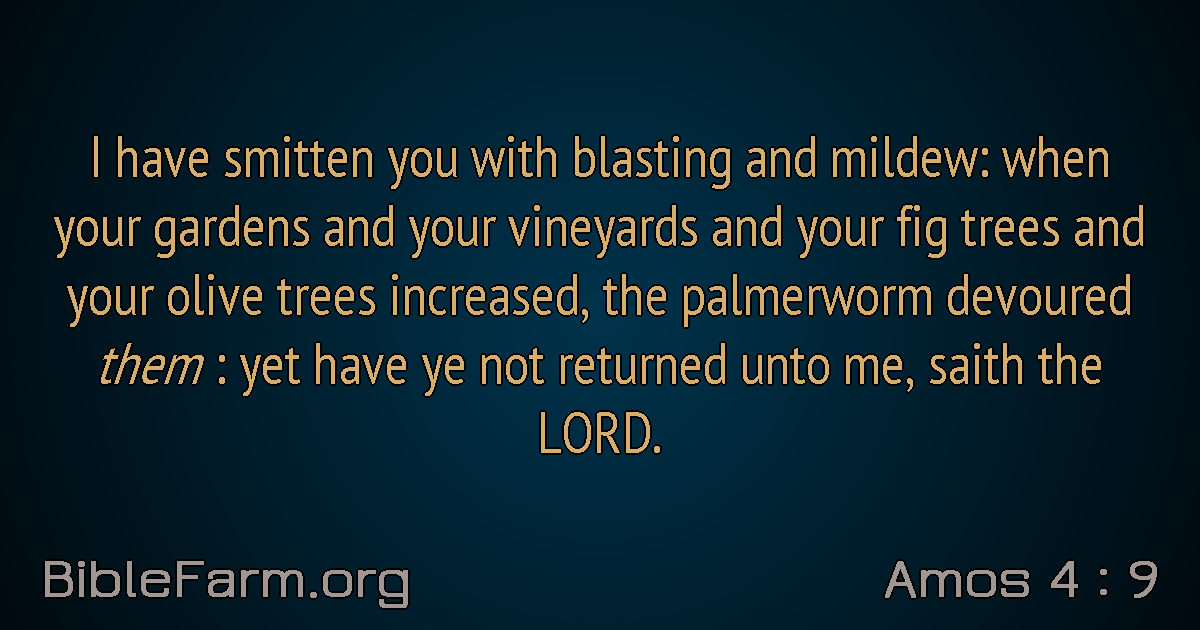 I have smitten you with blasting and mildew: when
your gardens and your vineyards and your fig trees and
your olive trees increased, the palmerworm devoured
them : yet have ye not returned unto me, saith the
LORD.
BibleFarm.org
Amos 4 : 9